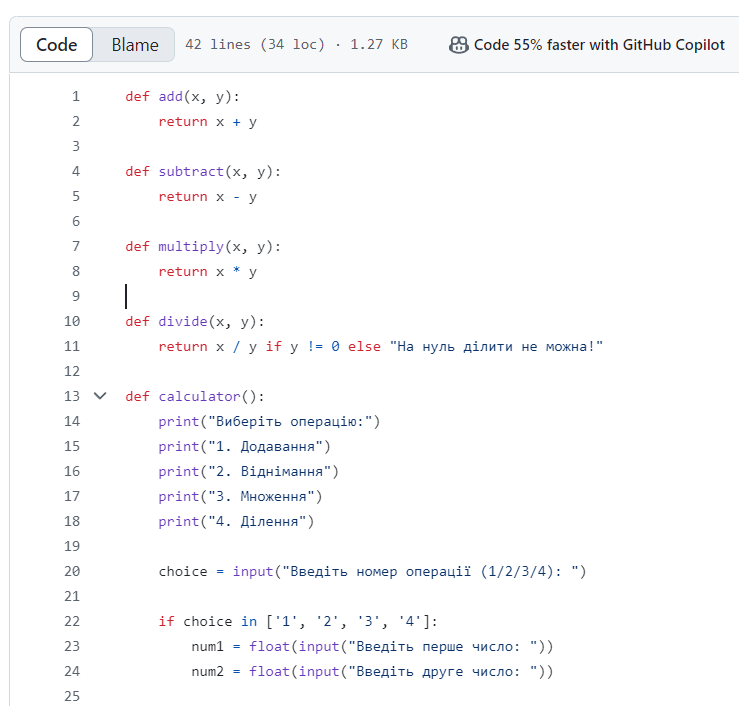 Code Blame 42 lines (34 loc) · 1.27 KB Code 55% faster with GitHub Copilot
1 def add(x, y):
2 return x + y
3
4 def subtract(x, y):
5 return x - y
6
7 def multiply(x, y):
8 return x * y
9
10 def divide(x, y):
11 return x / y if y != 0 else "На нуль ділити не можна!"
12
13 def calculator():
14 print("Виберіть операцію:")
15 print("1. Додавання")
16 print("2. Віднімання")
17 print("3. Множення")
18 print("4. Ділення")
19
20 choice = input("Введіть номер операції (1/2/3/4): ")
21
22 if choice in ['1', '2', '3', '4']:
23 num1 = float(input("Введіть перше число: "))
24 num2 = float(input("Введіть друге число: "))
25